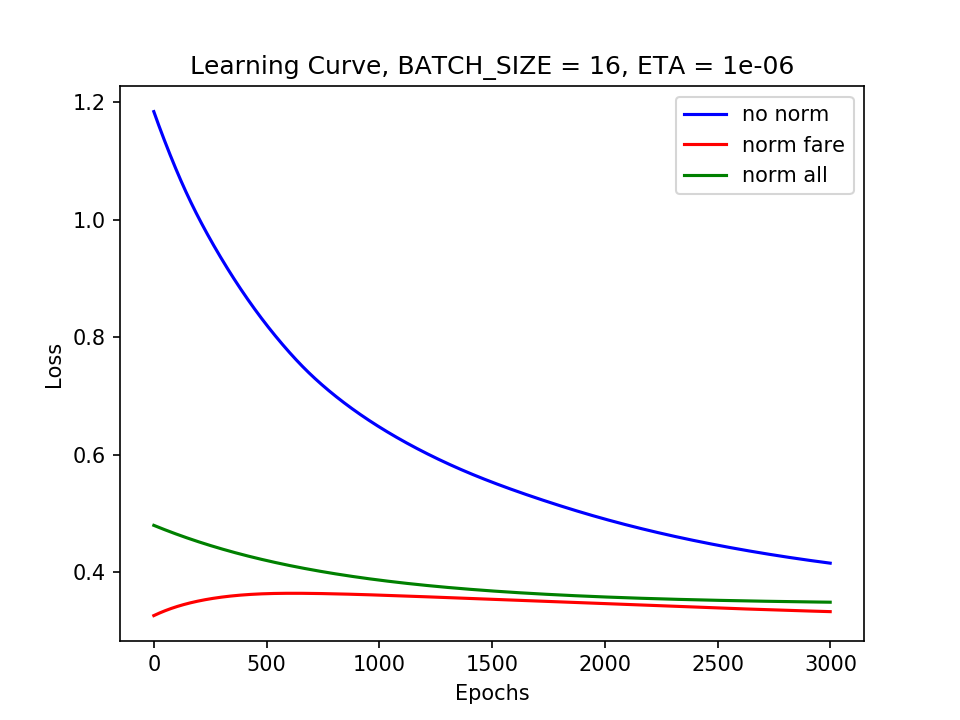 Learning Curve, BATCH_SIZE = 16, ETA = 1e-06
no norm
norm fare
norm all
Loss
1.2
1.0
0.8
0.6
0.4
0 500 1000 1500 2000 2500 3000
Epochs